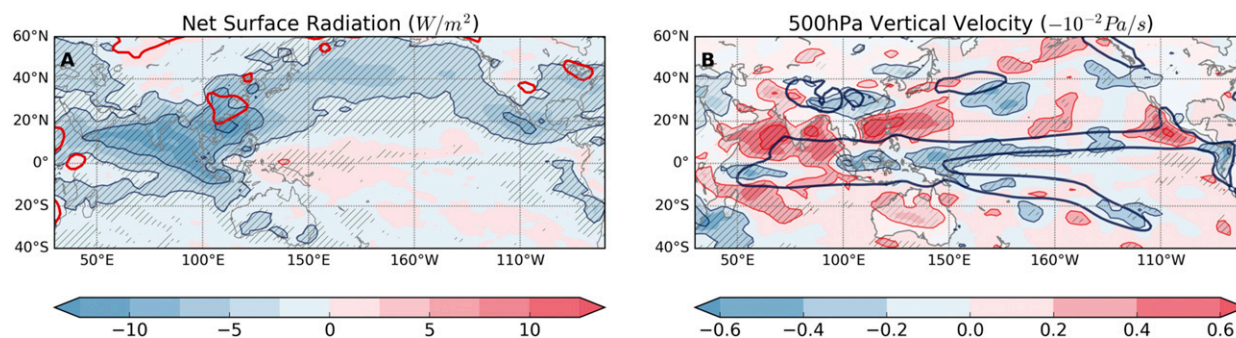 Net Surface Radiation (W/m²)
60°N
A
40°N
20°N
0°
20°S
40°S
50°E 100°E 150°E 160°W 110°W
−10 −5 0 5 10
500hPa Vertical Velocity (−10⁻²Pa/s)
60°N
B
40°N
20°N
0°
20°S
40°S
50°E 100°E 150°E 160°W 110°W
−0.6 −0.4 −0.2 0.0 0.2 0.4 0.6